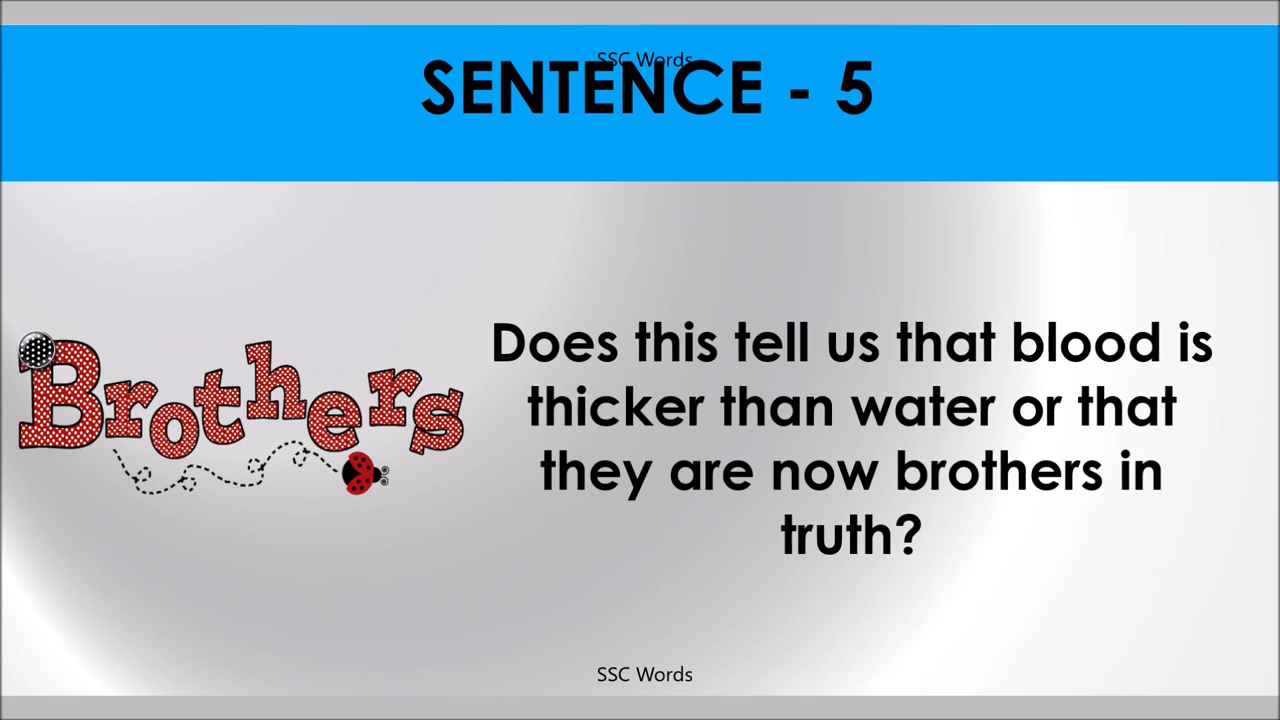 SSC Words
SENTENCE - 5
Brothers
Does this tell us that blood is
thicker than water or that
they are now brothers in
truth?
SSC Words